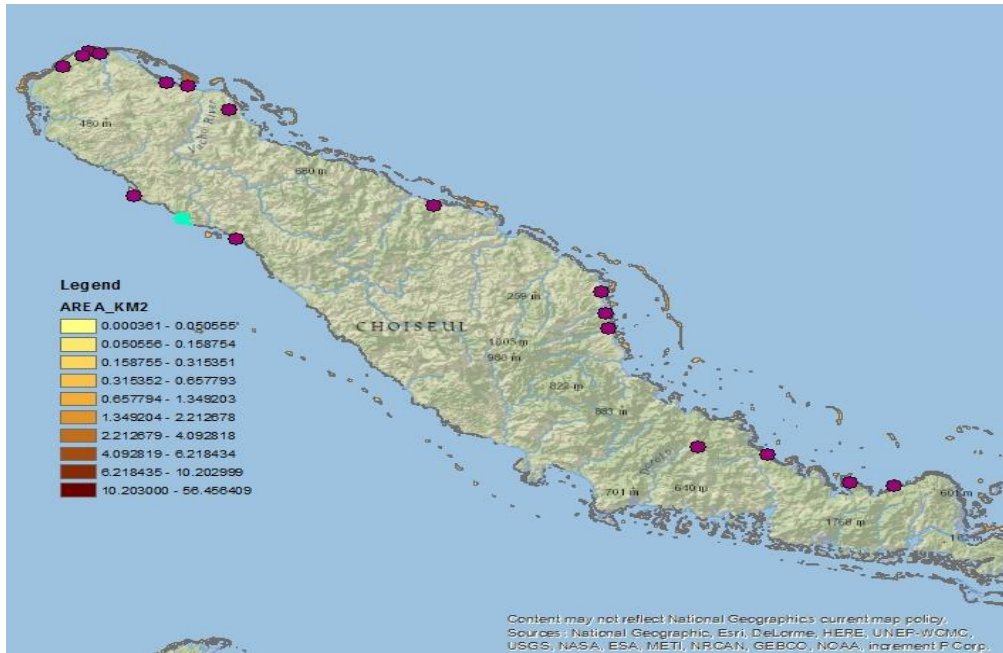 480 m
680 m
Legend
AREA_KM2
0.000361 - 0.050555
0.050556 - 0.158754
0.158755 - 0.315351
0.315352 - 0.657793
0.657794 - 1.349203
1.349204 - 2.212678
2.212679 - 4.092818
4.092819 - 6.218434
6.218435 - 10.202999
10.203000 - 56.456409
259 m
CHOISEUL
1005 m
980 m
822 m
883 m
701 m
640 m
601 m
1768 m
River
Content may not reflect National Geographic's current map policy.
Sources: National Geographic, Esri, DeLorme, HERE, UNEP-WCMC,
USGS, NASA, ESA, METI, NRCAN, GEBCO, NOAA, increment P Corp.